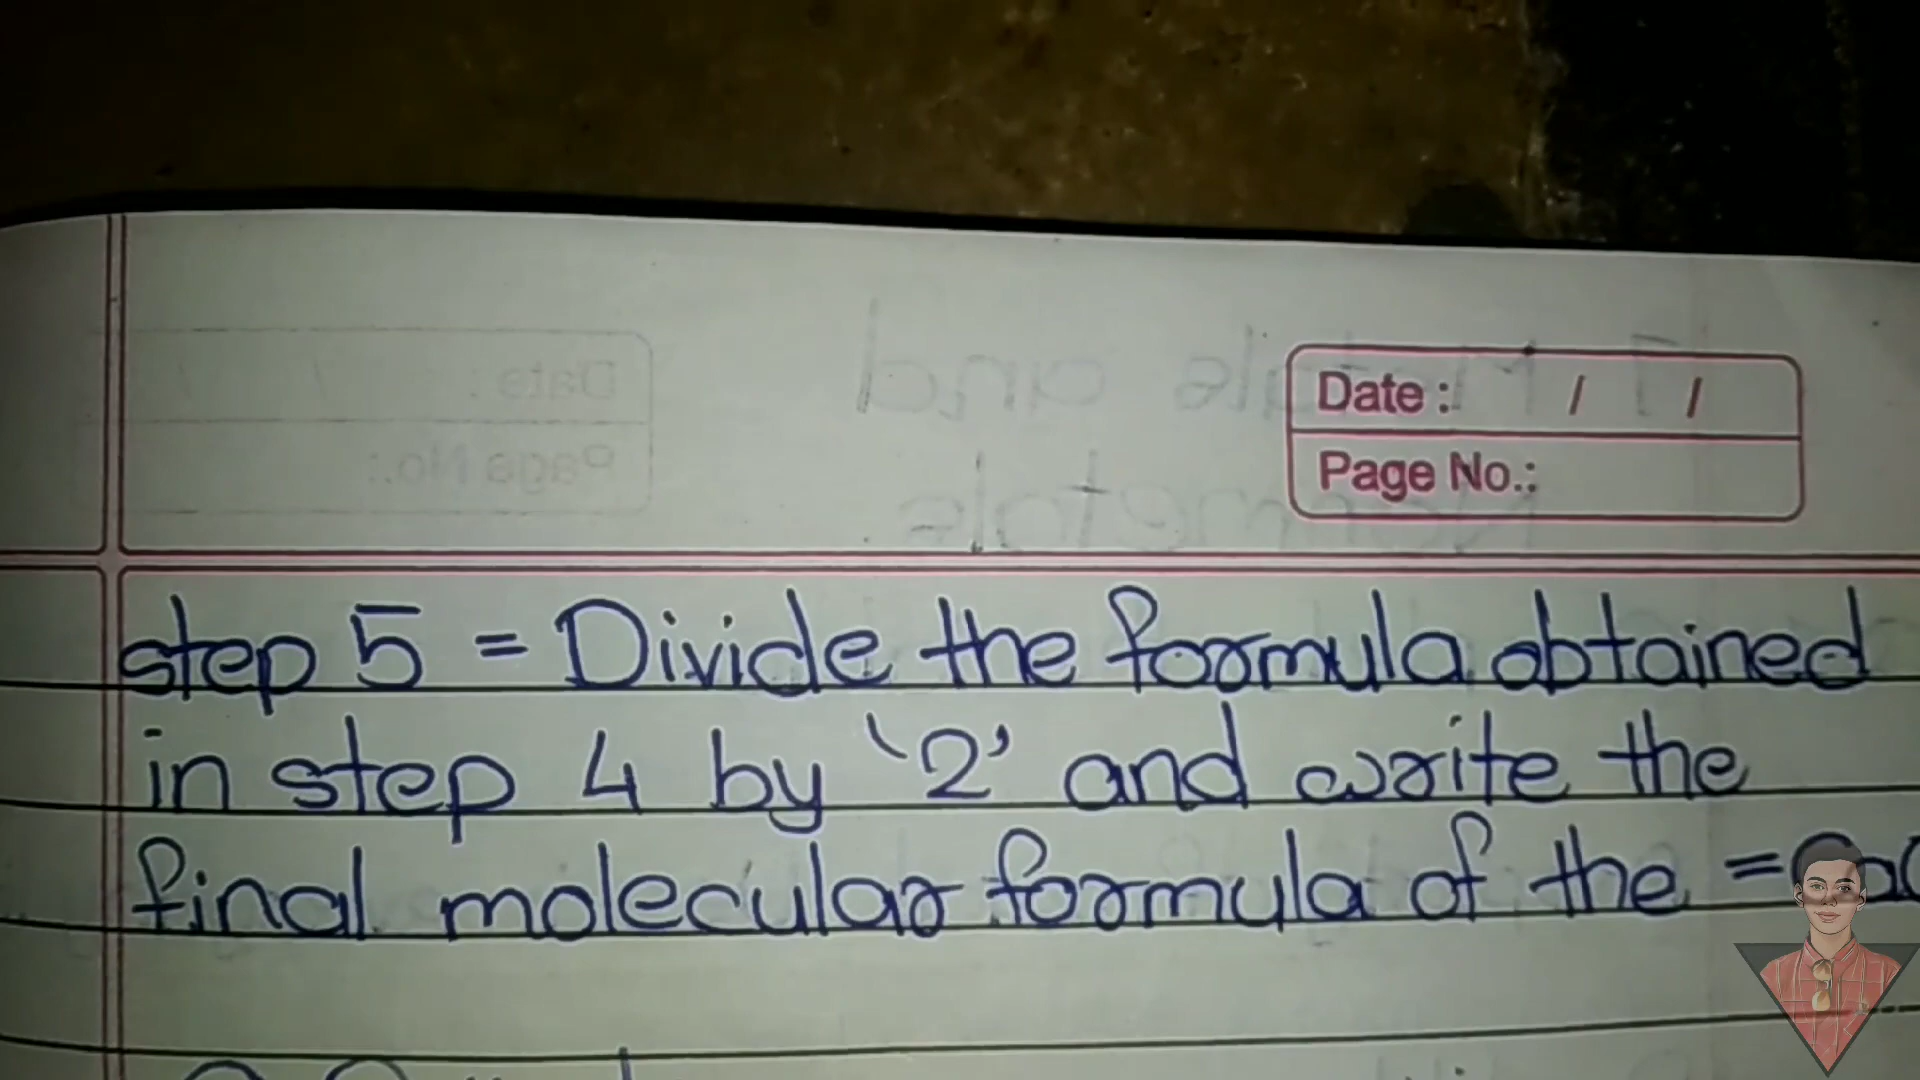 Date : / /
Page No.:
step 5 = Divide the formula obtained
in step 4 by '2' and write the
final molecular formula of the =